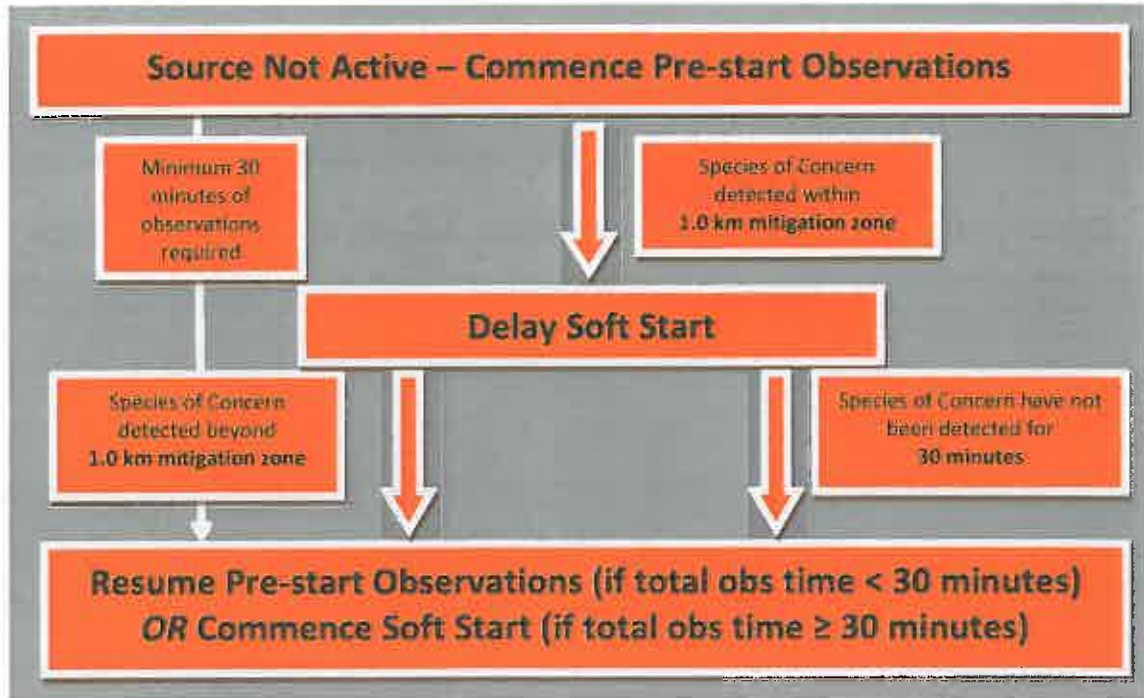 Source Not Active – Commence Pre-start Observations
Minimum 30
minutes of
observations
required
Species of Concern
detected within
1.0 km mitigation zone
Delay Soft Start
Species of Concern
detected beyond
1.0 km mitigation zone
Species of Concern have not
been detected for
30 minutes
Resume Pre-start Observations (if total obs time < 30 minutes)
OR Commence Soft Start (if total obs time ≥ 30 minutes)